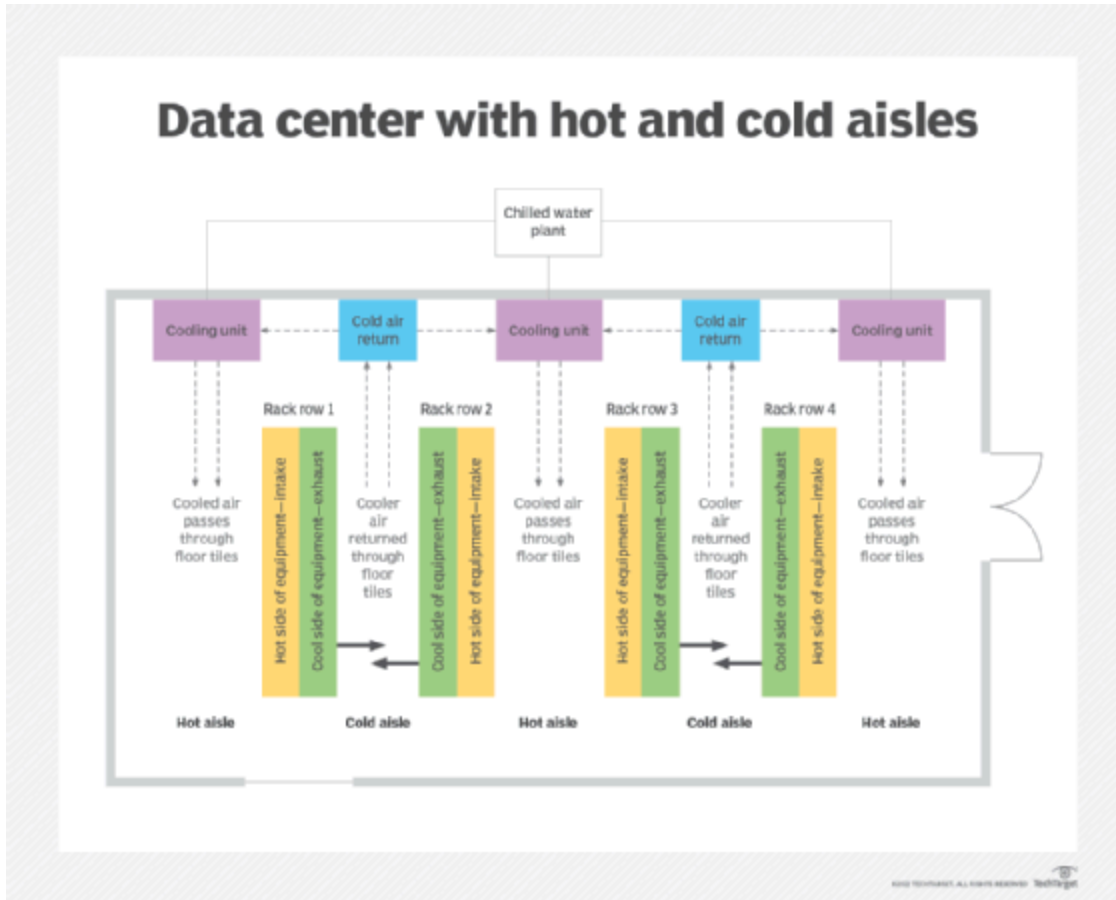 Data center with hot and cold aisles
Chilled water
plant
Cooling unit
Cold air
return
Cooling unit
Cold air
return
Cooling unit
Rack row 1
Rack row 2
Rack row 3
Rack row 4
Hot side of equipment—intake
Cool side of equipment—exhaust
Cool side of equipment—exhaust
Hot side of equipment—intake
Hot side of equipment—intake
Cool side of equipment—exhaust
Cool side of equipment—exhaust
Hot side of equipment—intake
Cooled air
passes
through
floor tiles
Cooler
air
returned
through
floor
tiles
Cooled air
passes
through
floor tiles
Cooler
air
returned
through
floor
tiles
Cooled air
passes
through
floor tiles
Hot aisle
Cold aisle
Hot aisle
Cold aisle
Hot aisle
TECHTARGET, ALL RIGHTS RESERVED
TechTarget